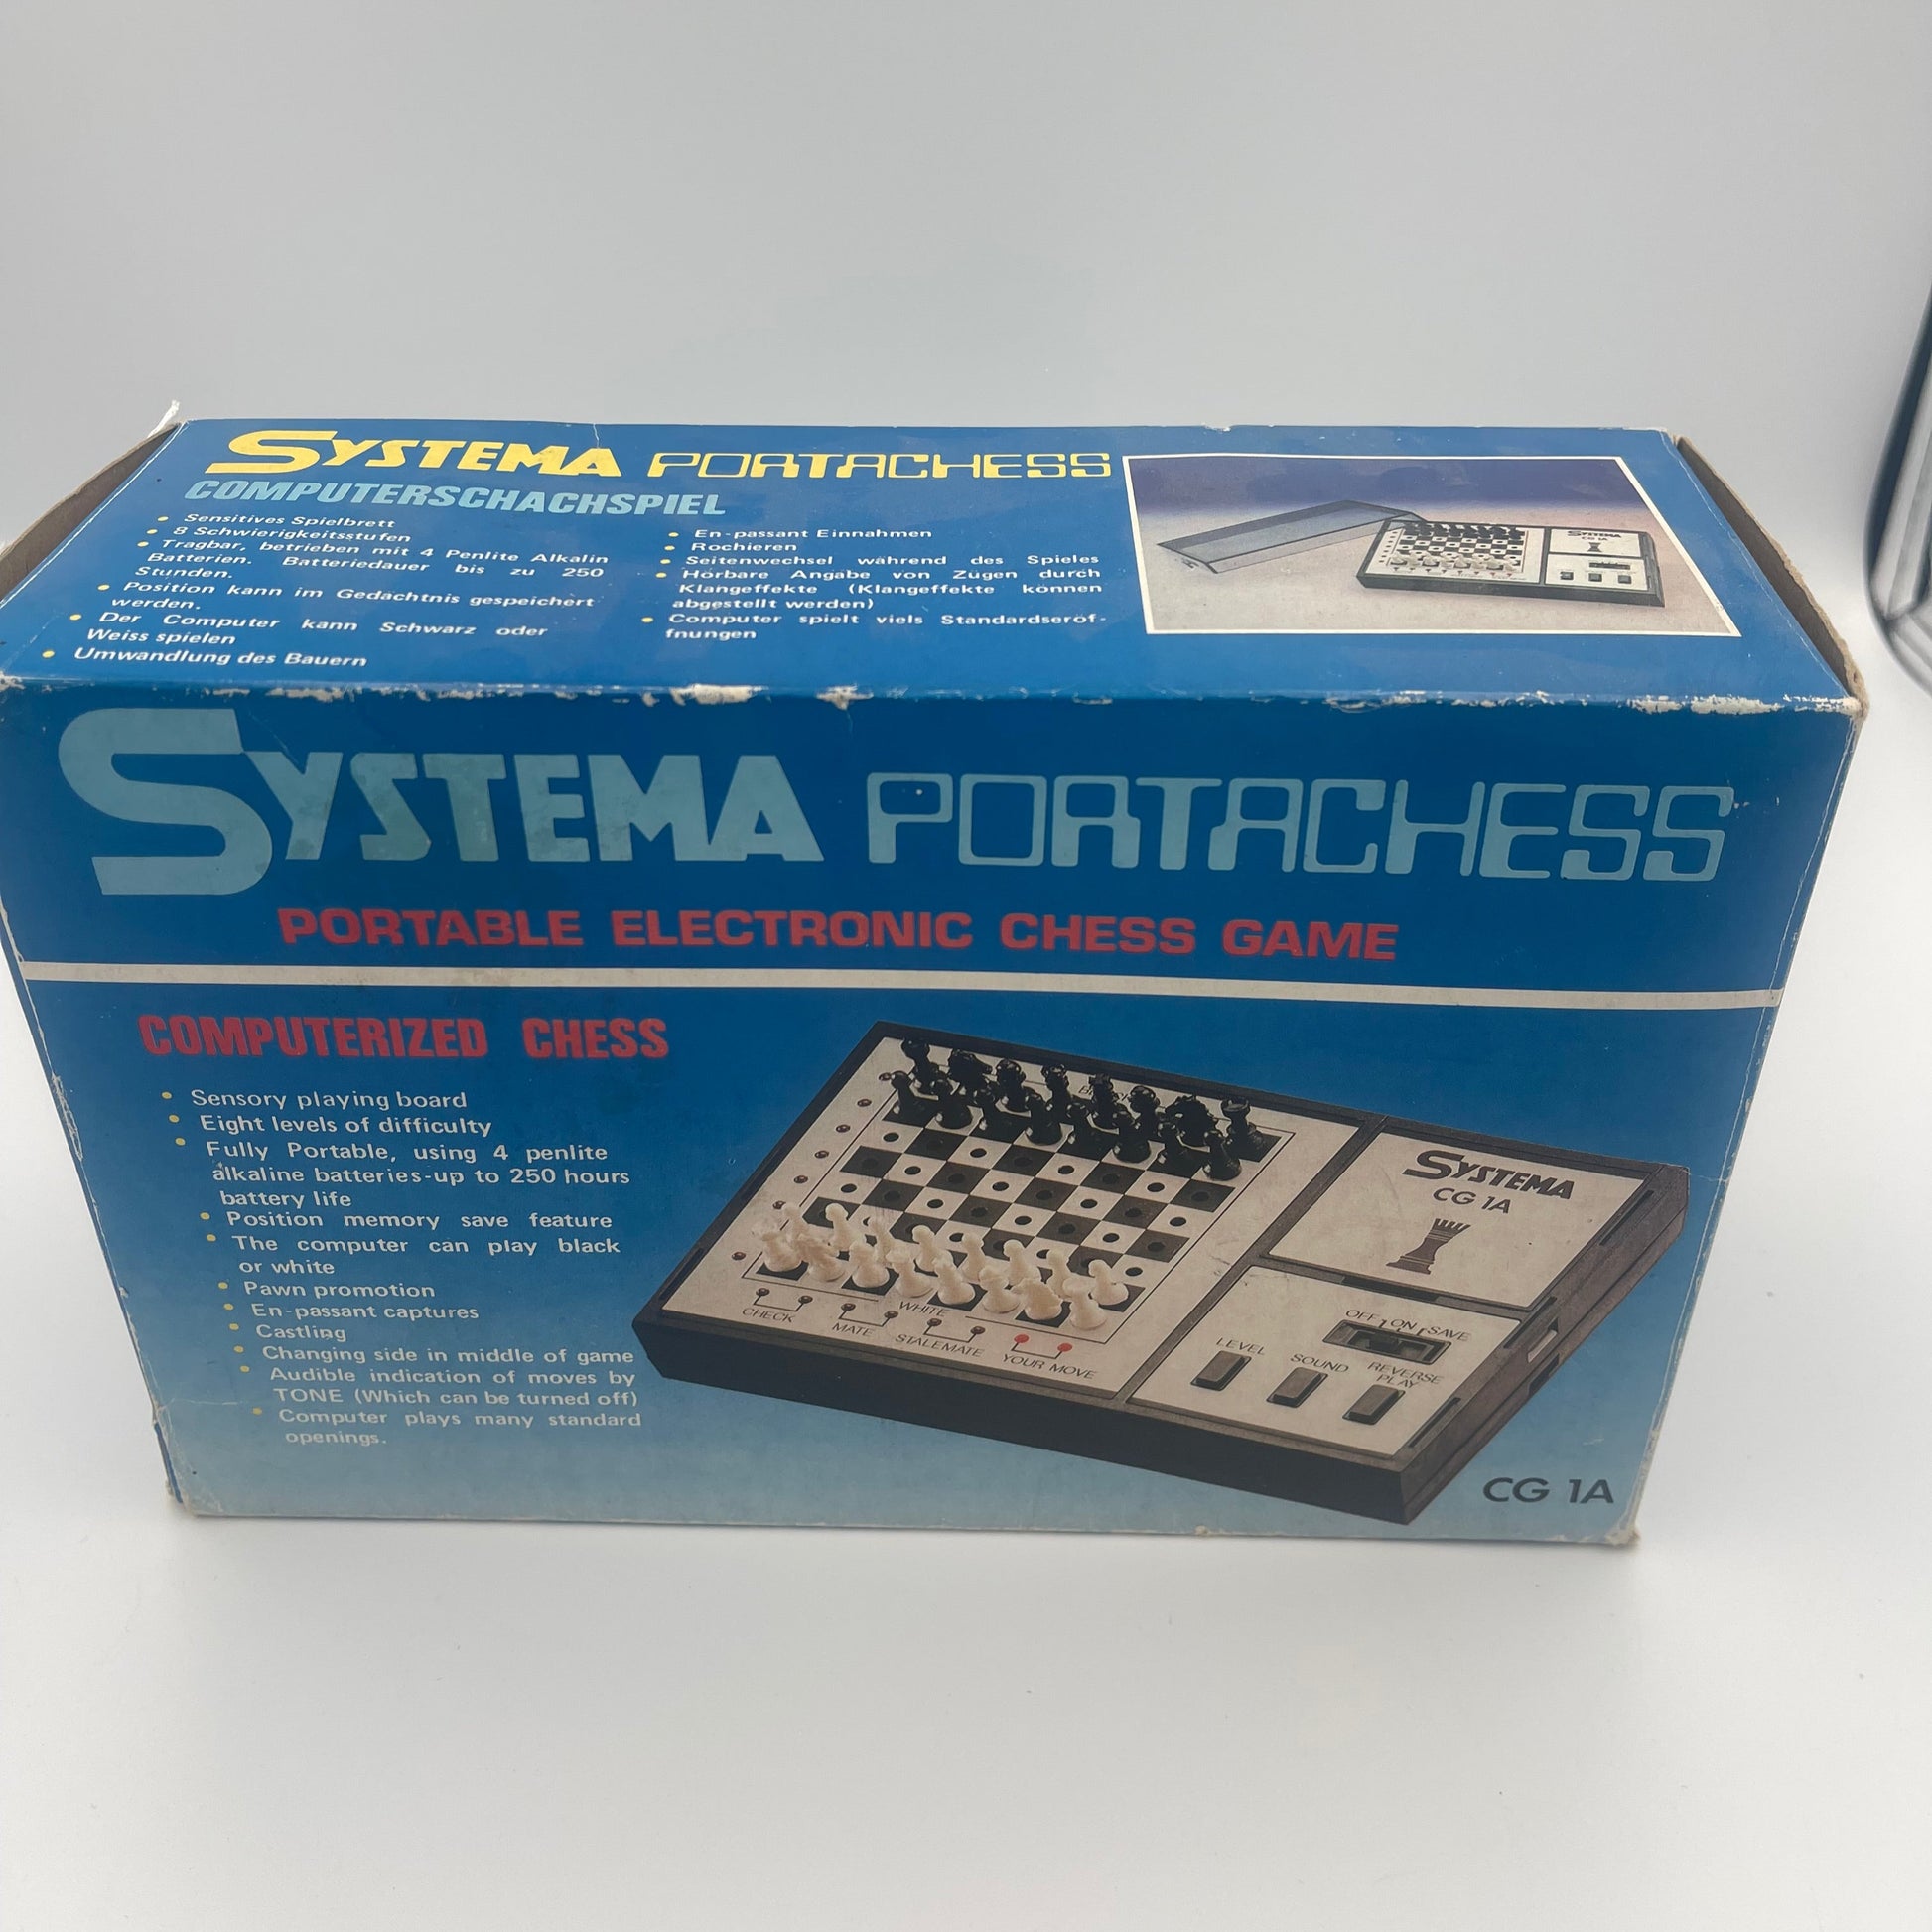 SYSTEMA PORTACHESS
COMPUTERSCHACHSPIEL
• Sensitives Spielbrett
• 8 Schwierigkeitsstufen
• Tragbar, betrieben mit 4 Penlite Alkalin
Batterien. Batteriedauer bis zu 250
Stunden.
• Position kann im Gedachtnis gespeichert
werden.
• Der Computer kann Schwarz oder
Weiss spielen
• Umwandlung des Bauern
• En-passant Einnahmen
• Rochieren
• Seitenwechsel während des Spieles
• Hörbare Angabe von Zügen durch
Klangeffekte (Klangeffekte können
abgestellt werden)
• Computer spielt viels Standardseröf-
fnungen
SYSTEMA
SYSTEMA PORTACHESS
PORTABLE ELECTRONIC CHESS GAME
COMPUTERIZED CHESS
• Sensory playing board
• Eight levels of difficulty
• Fully Portable, using 4 penlite
alkaline batteries-up to 250 hours
battery life
• Position memory save feature
• The computer can play black
or white
• Pawn promotion
• En-passant captures
• Castling
• Changing side in middle of game
• Audible indication of moves by
TONE (Which can be turned off)
• Computer plays many standard
openings.
SYSTEMA
CG 1A
WHITE
CHECK MATE STALEMATE YOUR MOVE
OFF ON SAVE
LEVEL SOUND REVERSE
PLAY
CG 1A